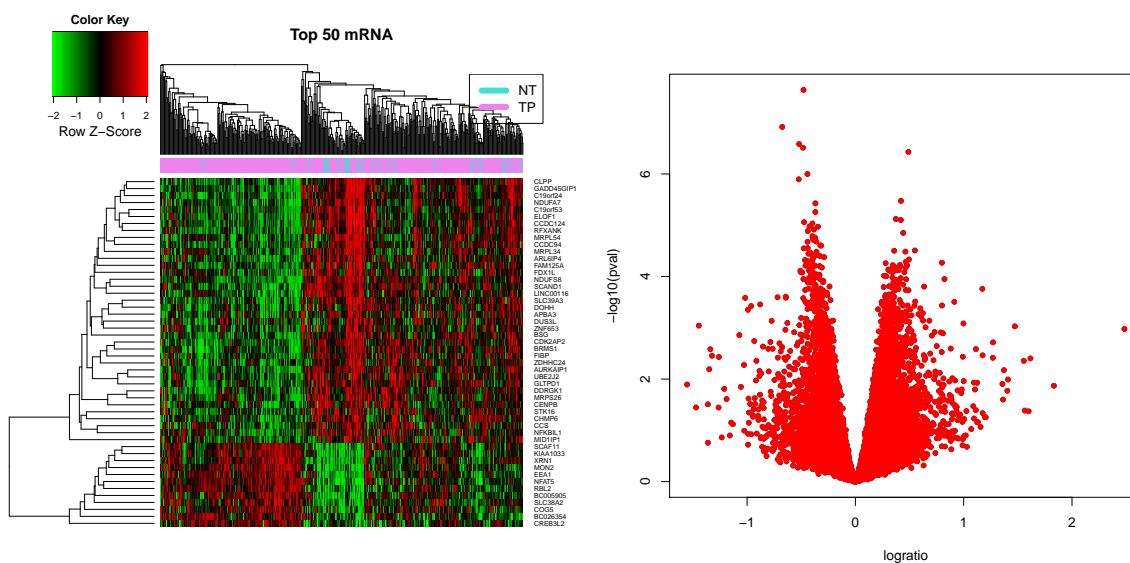 Color Key
−2 −1 0 1 2
Row Z−Score
Top 50 mRNA
NT
TP
CLPP
GADD45GIP1
C19orf24
NDUFA7
C19orf53
ELOF1
CCDC124
RFXANK
MRPL54
CCDC94
MRPL34
ARL6IP4
FAM125A
FDX1L
NDUFS8
SCAND1
LINC00116
SLC39A3
DOHH
APBA3
DUS3L
ZNF653
BSG
CDK2AP2
BRMS1
FIBP
ZDHHC24
AURKAIP1
UBE2J2
GLTPD1
DDRGK1
MRPS26
CENPB
STK16
CHMP6
CCS
NFKBIL1
MID1IP1
SCAF11
KIAA1033
XRN1
MON2
EEA1
NFAT5
RBL2
BC005905
SLC38A2
COG5
BC026354
CREB3L2
−log10(pval)
6
4
2
0
−1 0 1 2
logratio